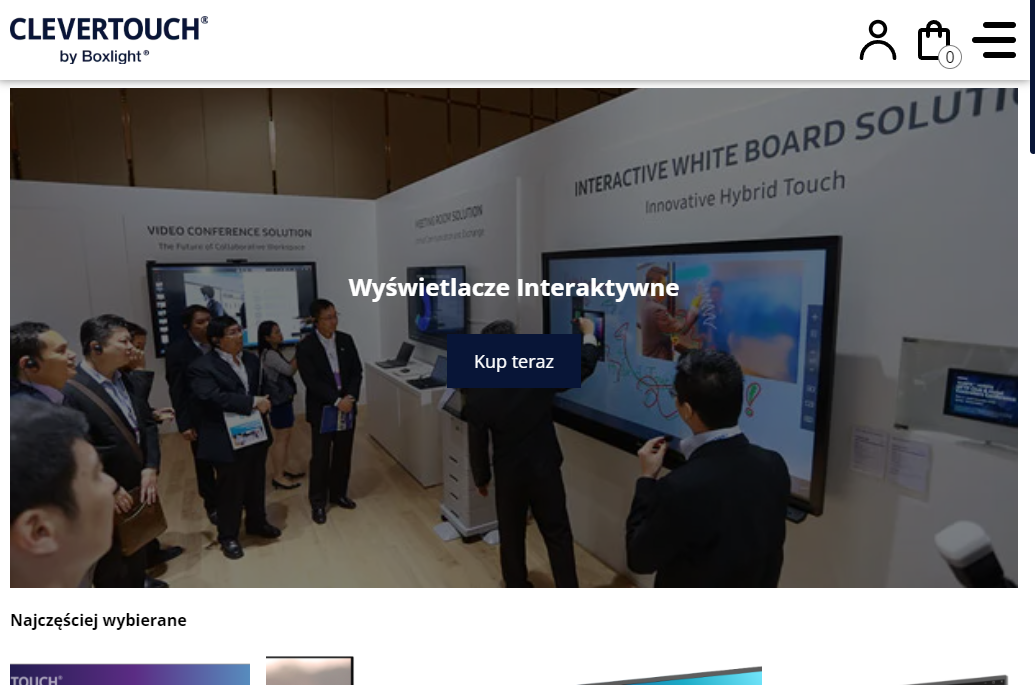 CLEVERTOUCH®
by Boxlight®
0
INTERACTIVE WHITE BOARD SOLUTI
Innovative Hybrid Touch
MEETING ROOM SOLUTION
VIDEO CONFERENCE SOLUTION
The Future of Collaborative Workspace
Wyświetlacze Interaktywne
Kup teraz
Najczęściej wybierane
TOUCH®